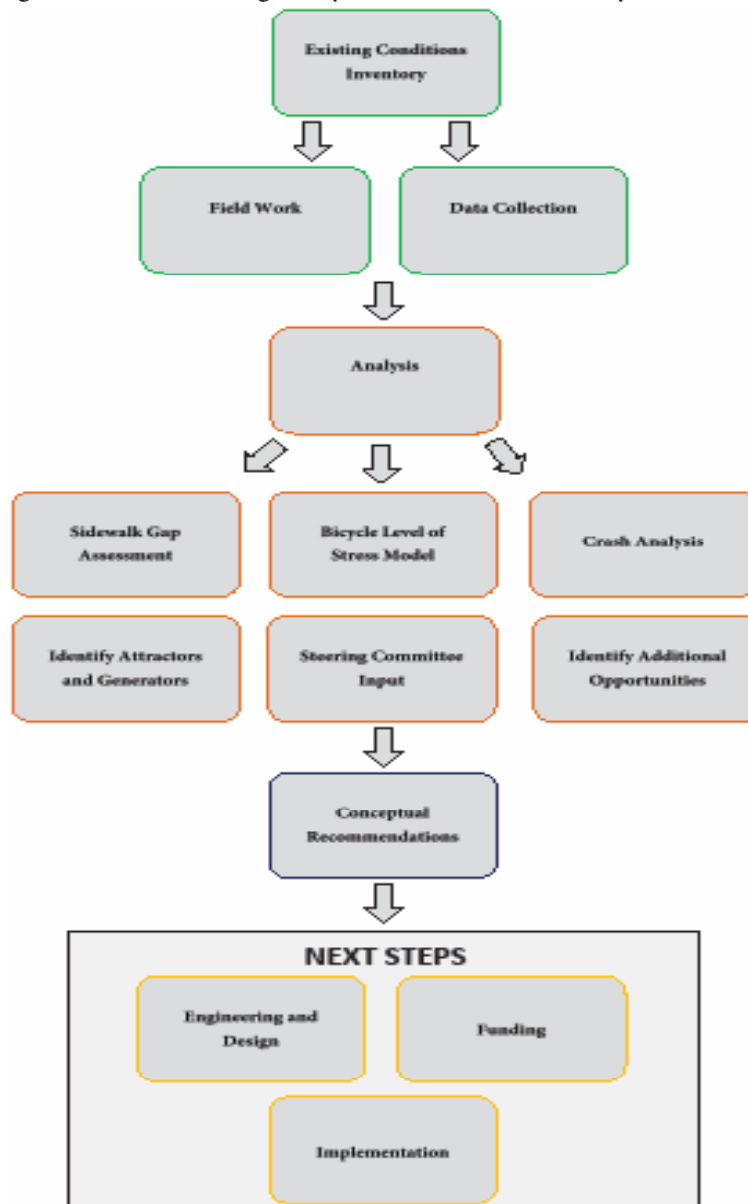 Existing Conditions
Inventory
Field Work
Data Collection
Analysis
Sidewalk Gap
Assessment
Bicycle Level of
Stress Model
Crash Analysis
Identify Attractors
and Generators
Steering Committee
Input
Identify Additional
Opportunities
Conceptual
Recommendations
NEXT STEPS
Engineering and
Design
Funding
Implementation